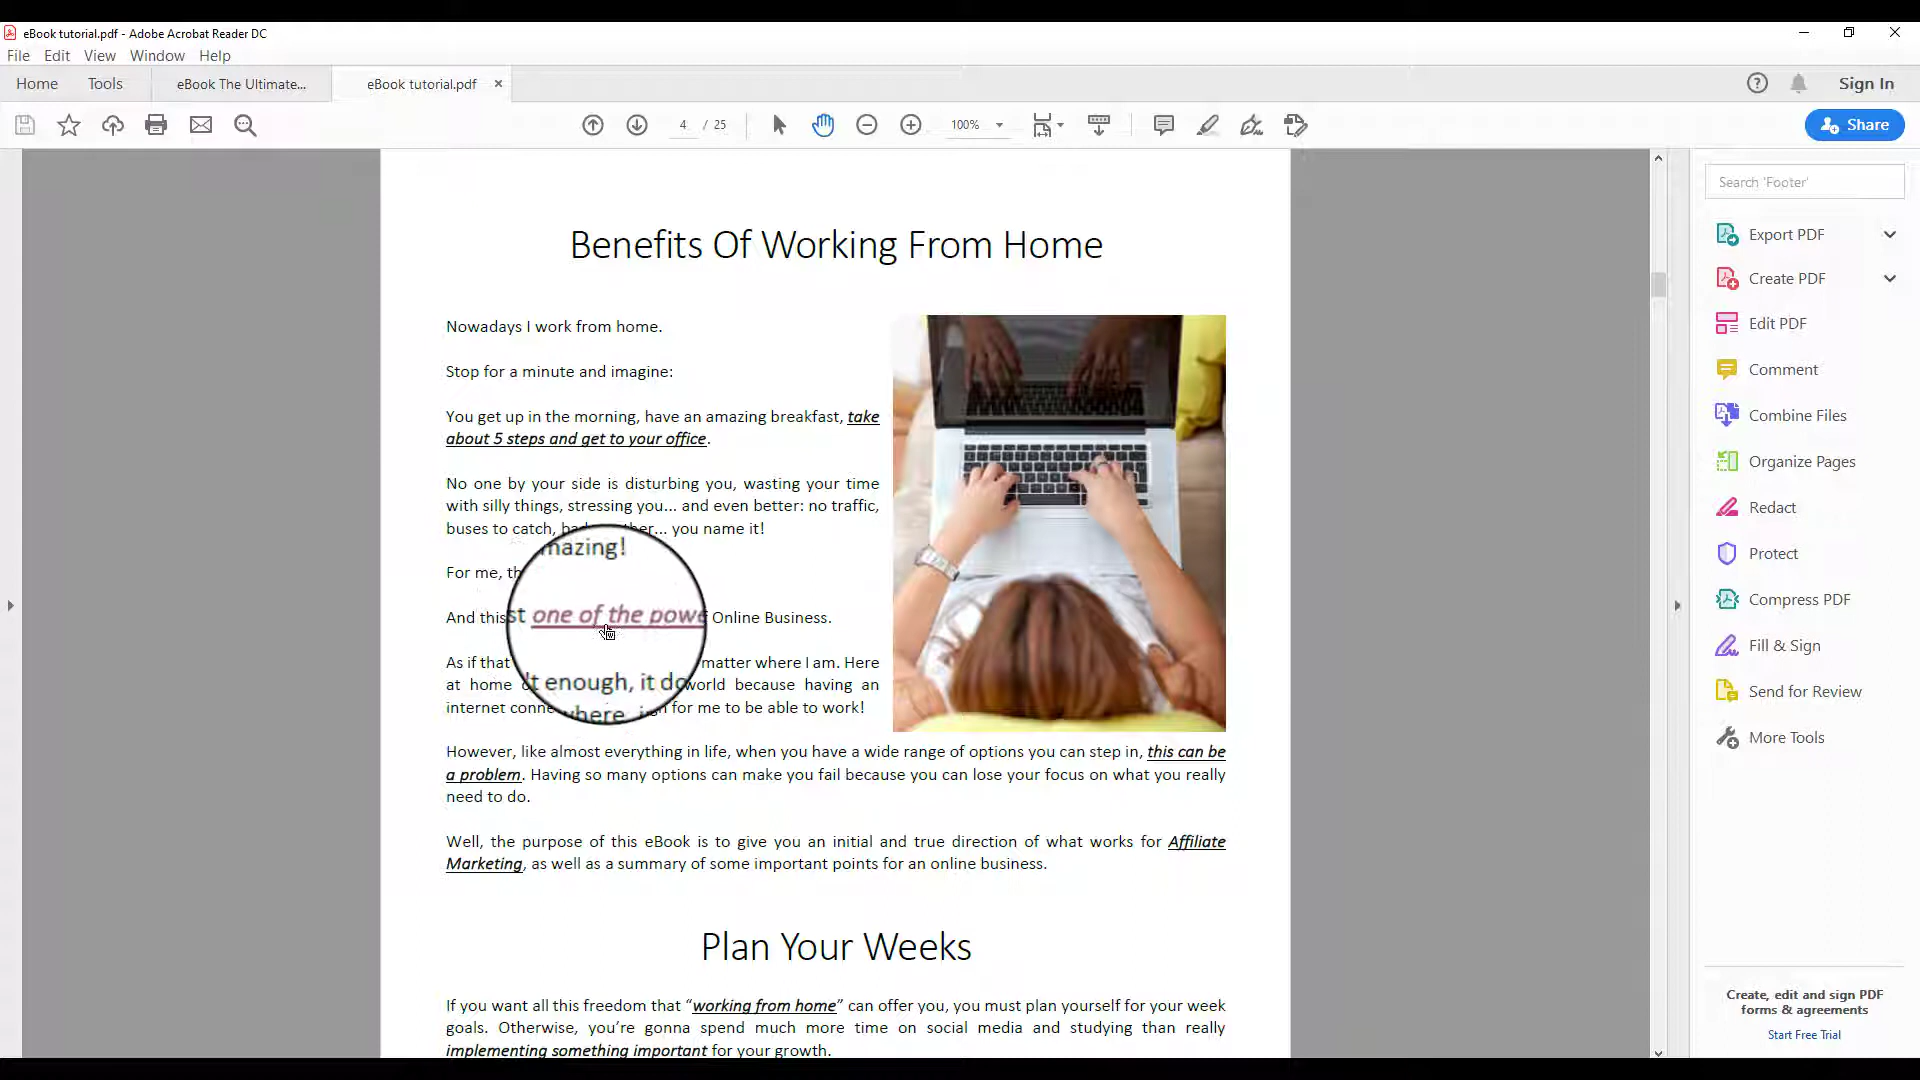 eBook tutorial.pdf - Adobe Acrobat Reader DC
File Edit View Window Help
Home Tools eBook The Ultimate... eBook tutorial.pdf × Sign In
4 / 25 100% Share
Benefits Of Working From Home
Nowadays I work from home.
Stop for a minute and imagine:
You get up in the morning, have an amazing breakfast, take
about 5 steps and get to your office.
No one by your side is disturbing you, wasting your time
with silly things, stressing you... and even better: no traffic,
buses to catch, ... you name it!
mazing!
For me, th
And this st one of the powe Online Business.
As if that matter where I am. Here
at home 't enough, it do world because having an
internet conne for me to be able to work!
However, like almost everything in life, when you have a wide range of options you can step in, this can be
a problem. Having so many options can make you fail because you can lose your focus on what you really
need to do.
Well, the purpose of this eBook is to give you an initial and true direction of what works for Affiliate
Marketing, as well as a summary of some important points for an online business.
Plan Your Weeks
If you want all this freedom that “working from home” can offer you, you must plan yourself for your week
goals. Otherwise, you’re gonna spend much more time on social media and studying than really
implementing something important for your growth.
Search 'Footer'
Export PDF
Create PDF
Edit PDF
Comment
Combine Files
Organize Pages
Redact
Protect
Compress PDF
Fill & Sign
Send for Review
More Tools
Create, edit and sign PDF
forms & agreements
Start Free Trial